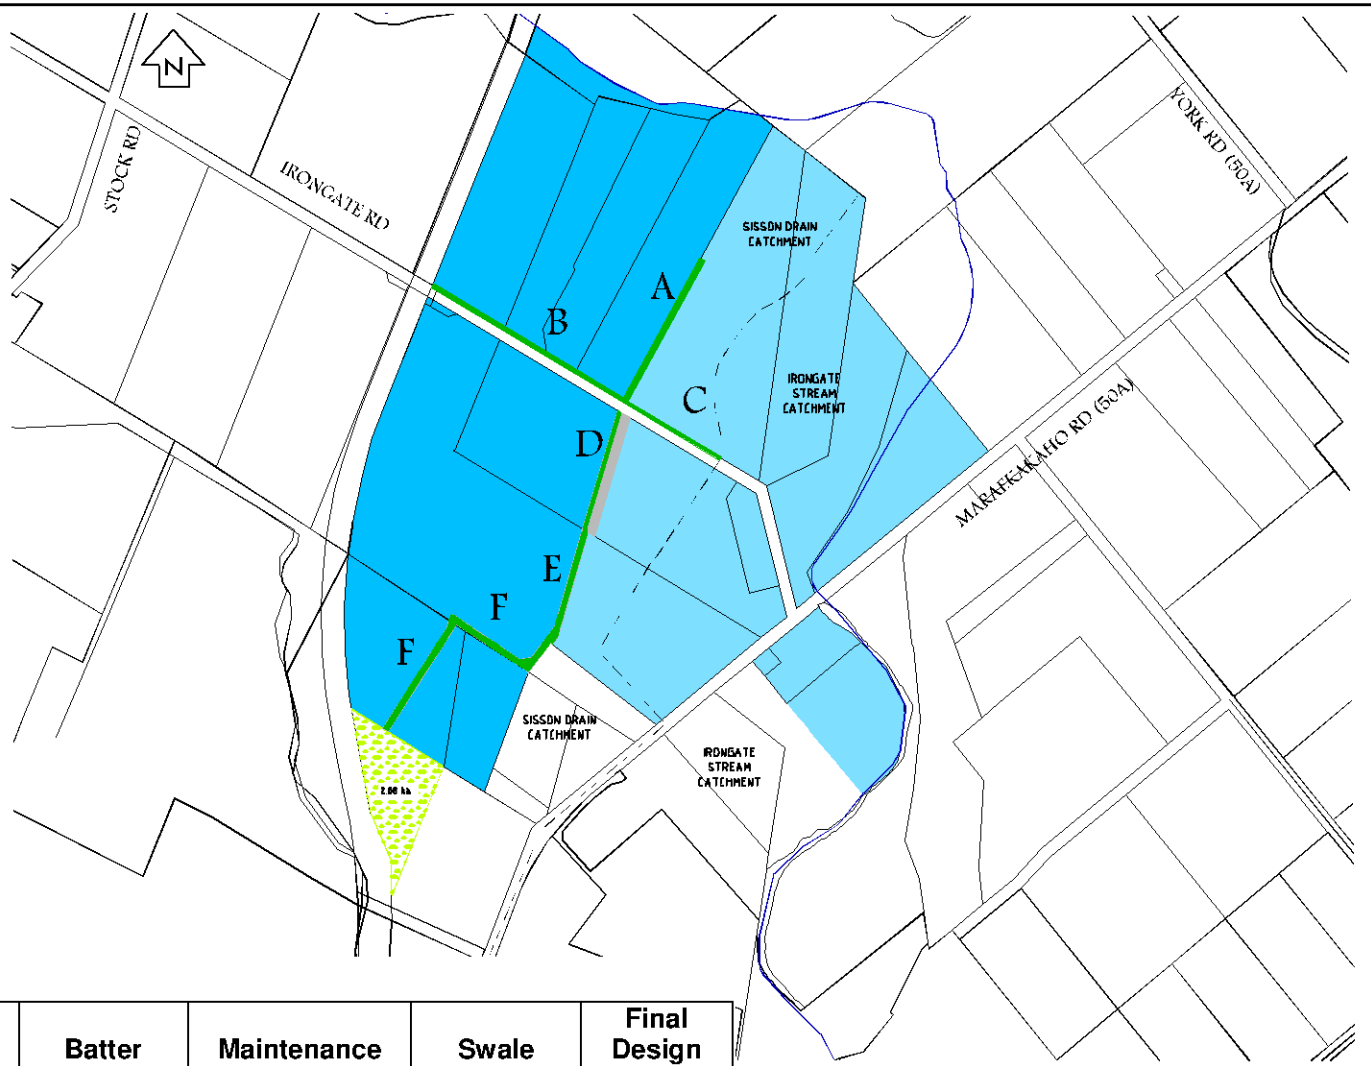 N
STOCK RD
IRONGATE RD
YORK RD (50A)
SISSON DRAIN
CATCHMENT
A
B
IRONGATE
STREAM
CATCHMENT
C
MARAEKAKAHO RD (50A)
D
E
F
F
SISSON DRAIN
CATCHMENT
IRONGATE
STREAM
CATCHMENT
Batter
Maintenance
Swale
Final
Design